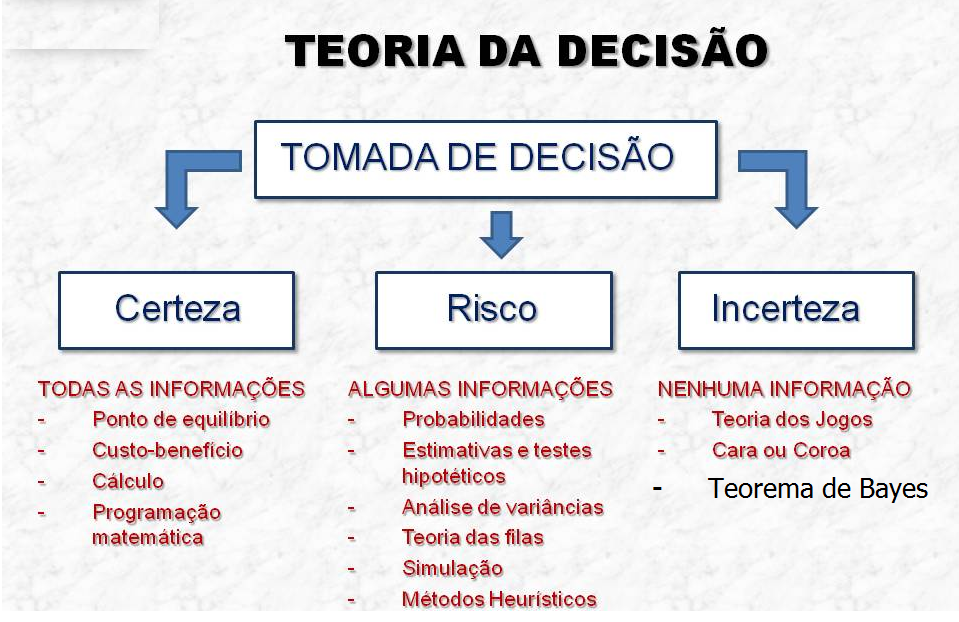 TEORIA DA DECISÃO
TOMADA DE DECISÃO
Certeza
Risco
Incerteza
TODAS AS INFORMAÇÕES
- Ponto de equilíbrio
- Custo-benefício
- Cálculo
- Programação
matemática
ALGUMAS INFORMAÇÕES
- Probabilidades
- Estimativas e testes
hipotéticos
- Análise de variâncias
- Teoria das filas
- Simulação
- Métodos Heurísticos
NENHUMA INFORMAÇÃO
- Teoria dos Jogos
- Cara ou Coroa
- Teorema de Bayes